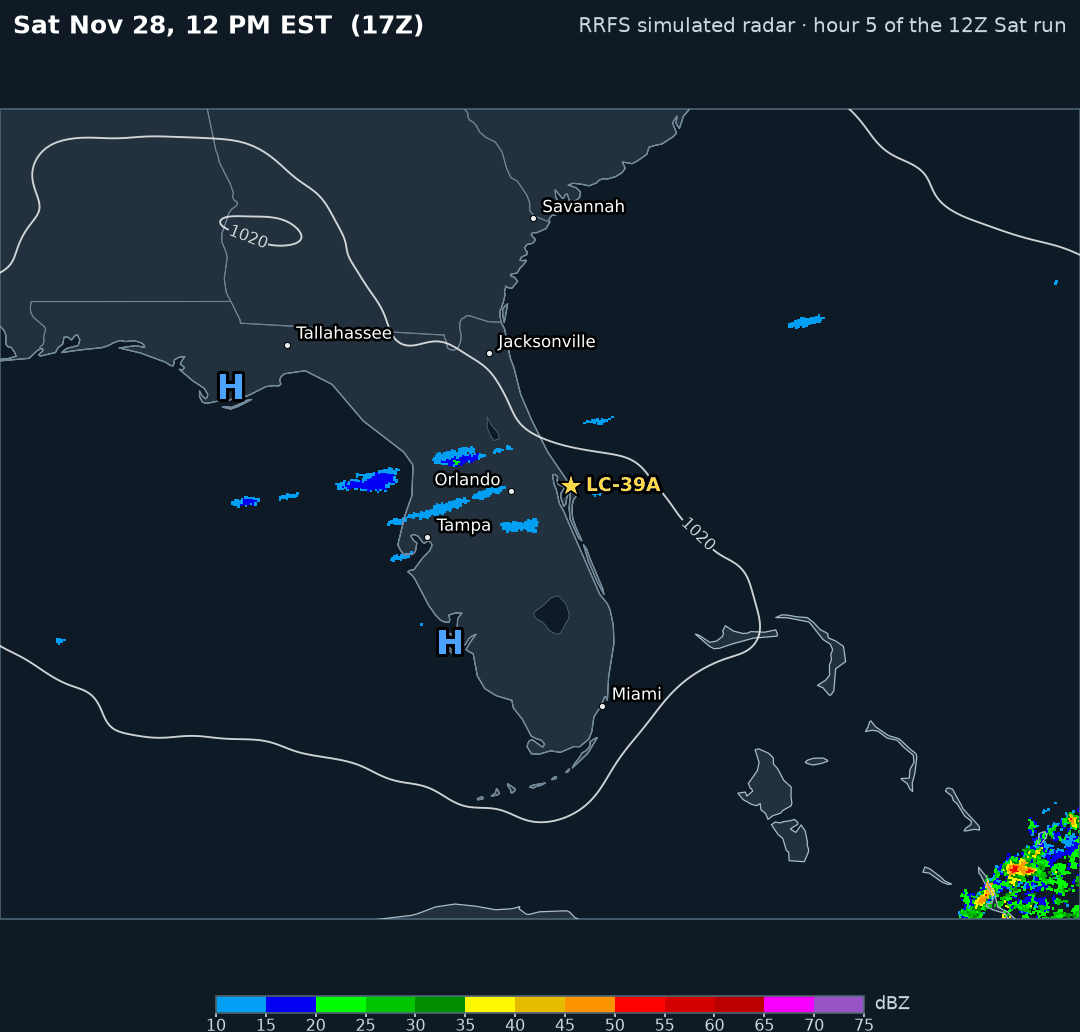 Sat Nov 28, 12 PM EST (17Z)
RRFS simulated radar · hour 5 of the 12Z Sat run
Savannah
1020
Tallahassee
Jacksonville
H
Orlando
LC-39A
Tampa
1020
H
Miami
dBZ
10 15 20 25 30 35 40 45 50 55 60 65 70 75